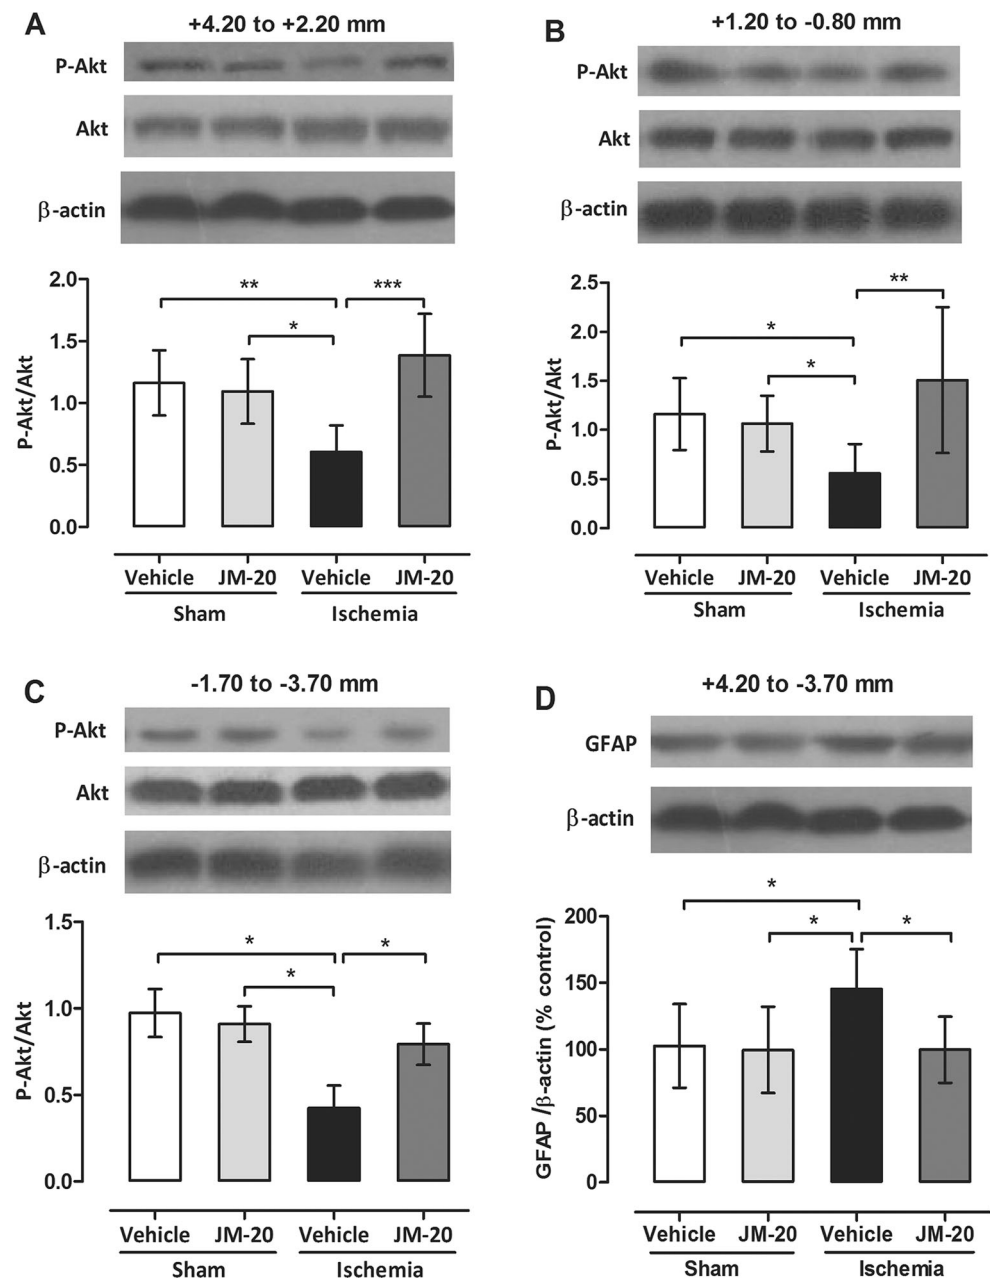 A
+4.20 to +2.20 mm
P-Akt
Akt
β-actin
2.0
1.5
1.0
0.5
0.0
P-Akt/Akt
**
***
*
Vehicle JM-20 Vehicle JM-20
Sham Ischemia
B
+1.20 to -0.80 mm
P-Akt
Akt
β-actin
2.5
2.0
1.5
1.0
0.5
0.0
P-Akt/Akt
**
*
*
Vehicle JM-20 Vehicle JM-20
Sham Ischemia
C
-1.70 to -3.70 mm
P-Akt
Akt
β-actin
1.5
1.0
0.5
0.0
P-Akt/Akt
* *
*
Vehicle JM-20 Vehicle JM-20
Sham Ischemia
D
+4.20 to -3.70 mm
GFAP
β-actin
200
150
100
50
0
GFAP /β-actin (% control)
*
* *
Vehicle JM-20 Vehicle JM-20
Sham Ischemia